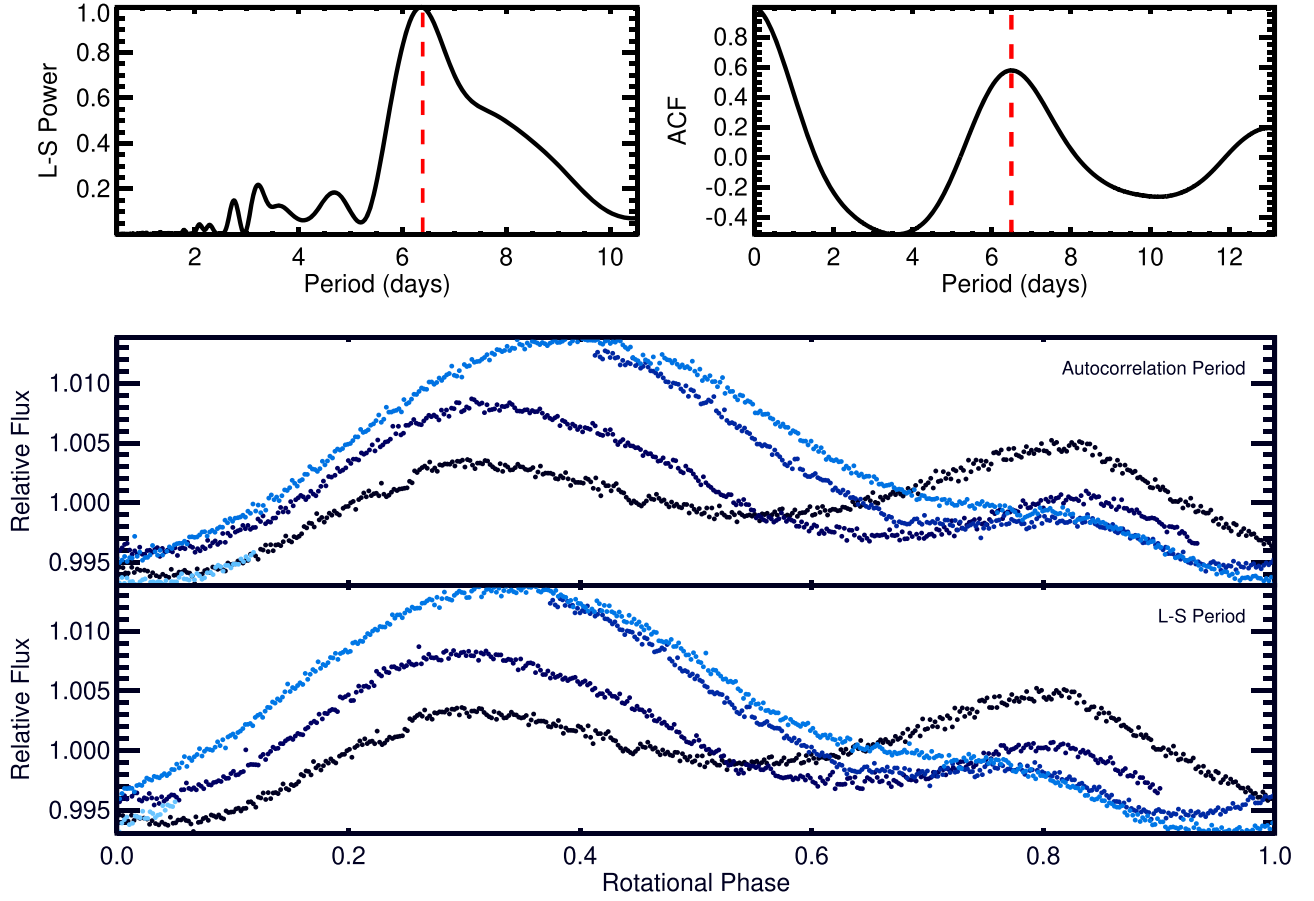 1.0
0.8
0.6
0.4
0.2
L-S Power
2 4 6 8 10
Period (days)
0.8
0.6
0.4
0.2
0.0
-0.2
-0.4
ACF
0 2 4 6 8 10 12
Period (days)
Autocorrelation Period
1.010
1.005
1.000
0.995
Relative Flux
L-S Period
1.010
1.005
1.000
0.995
Relative Flux
0.0 0.2 0.4 0.6 0.8 1.0
Rotational Phase